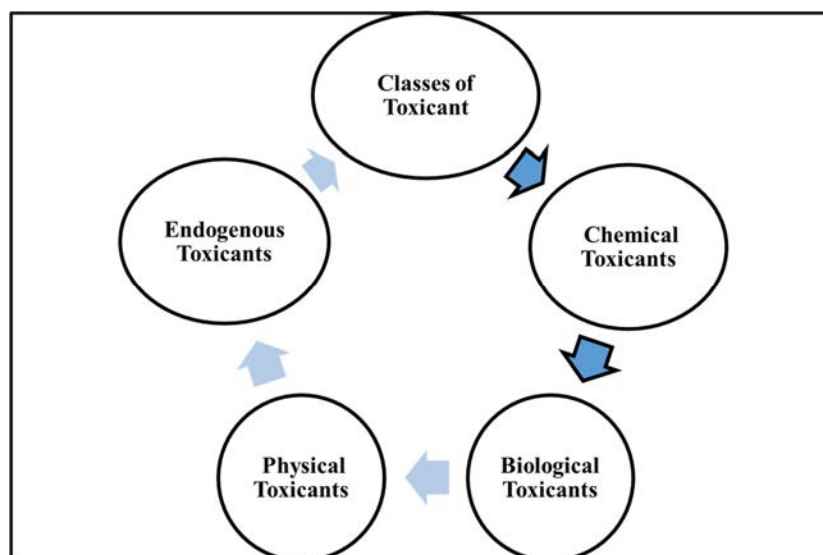 Classes of
Toxicant
Chemical
Toxicants
Biological
Toxicants
Physical
Toxicants
Endogenous
Toxicants